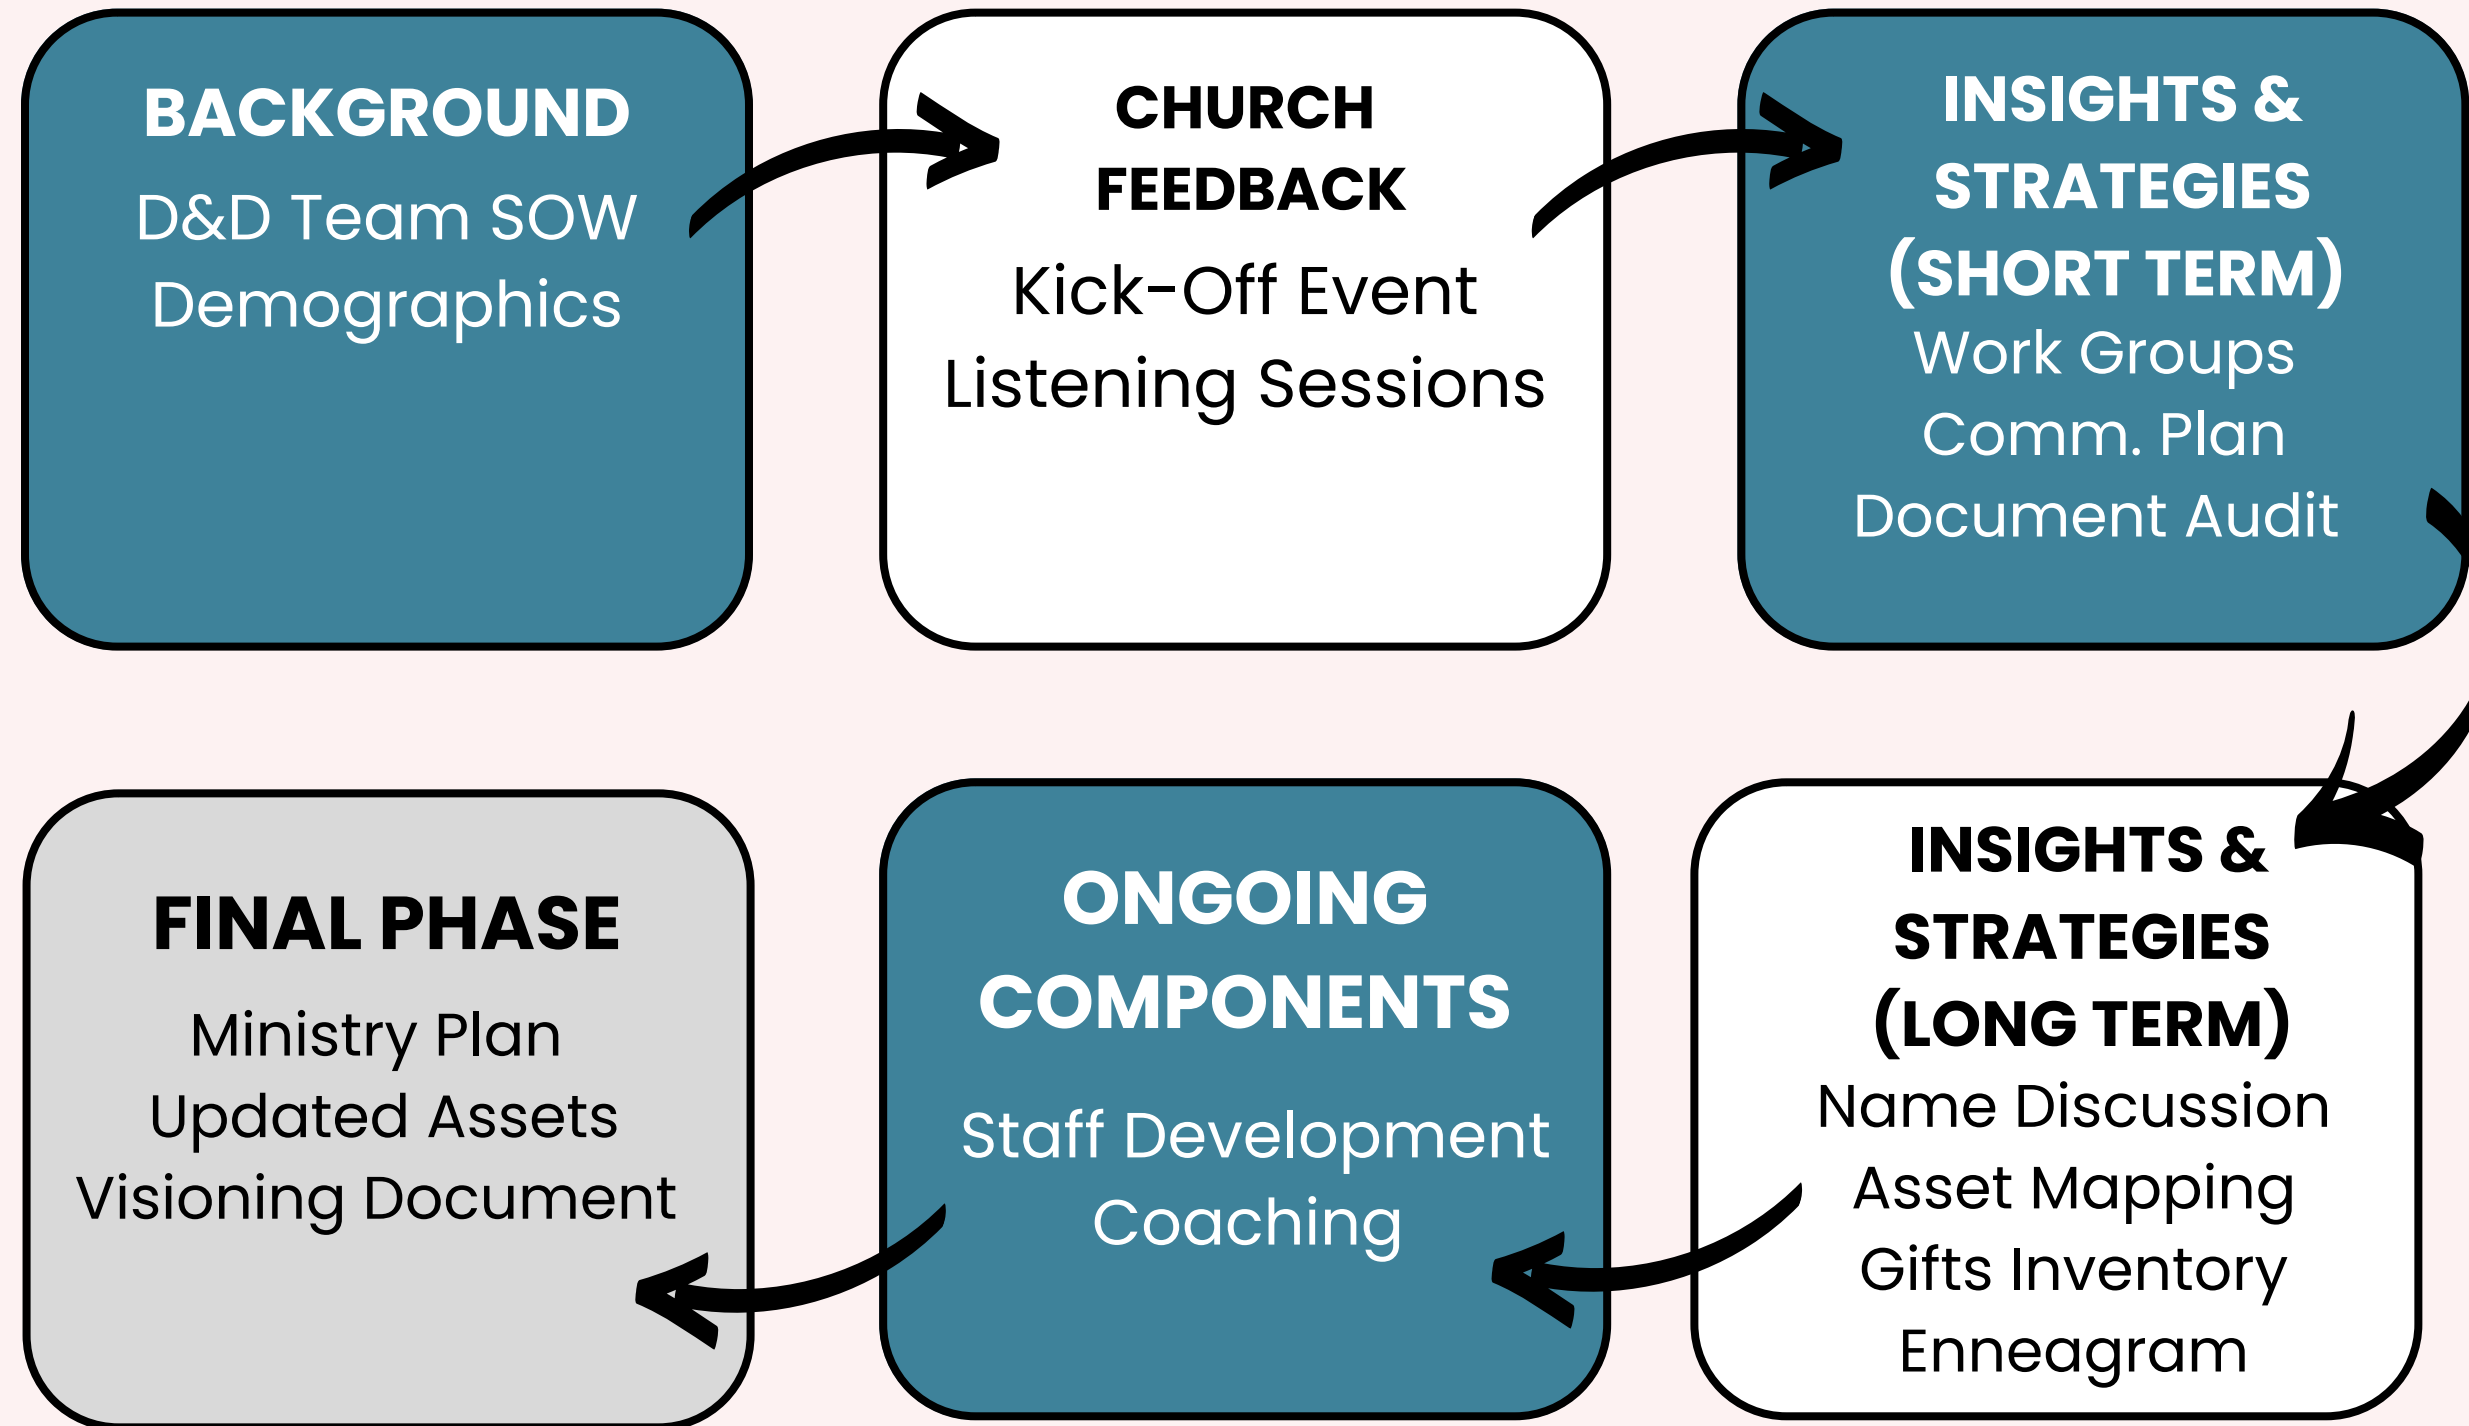 BACKGROUND
D&D Team SOW
Demographics
CHURCH
FEEDBACK
Kick-Off Event
Listening Sessions
INSIGHTS &
STRATEGIES
(SHORT TERM)
Work Groups
Comm. Plan
Document Audit
INSIGHTS &
STRATEGIES
(LONG TERM)
Name Discussion
Asset Mapping
Gifts Inventory
Enneagram
ONGOING
COMPONENTS
Staff Development
Coaching
FINAL PHASE
Ministry Plan
Updated Assets
Visioning Document